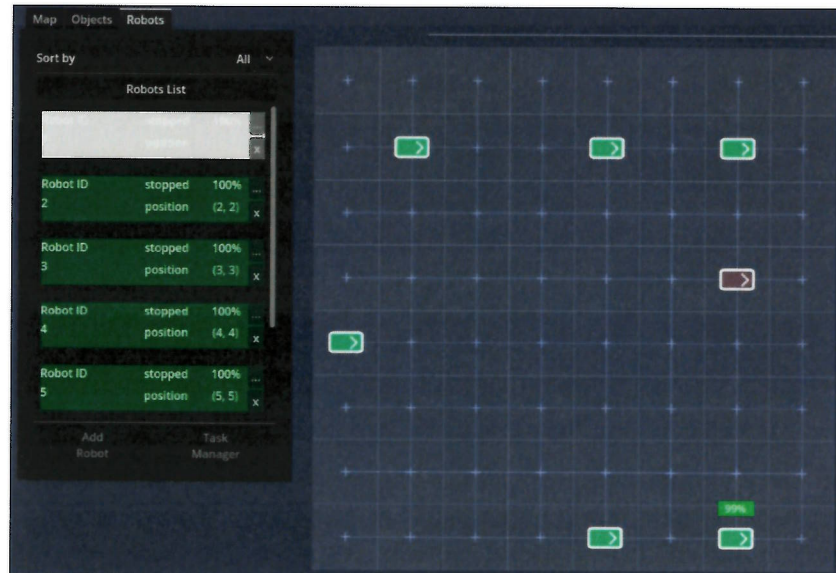 Map Objects Robots
Sort by All
Robots List
Robot ID stopped 100% ...
2 position (2, 2) x
Robot ID stopped 100% ...
3 position (3, 3) x
Robot ID stopped 100% ...
4 position (4, 4) x
Robot ID stopped 100% ...
5 position (5, 5) x
Add Robot
Task Manager
99%